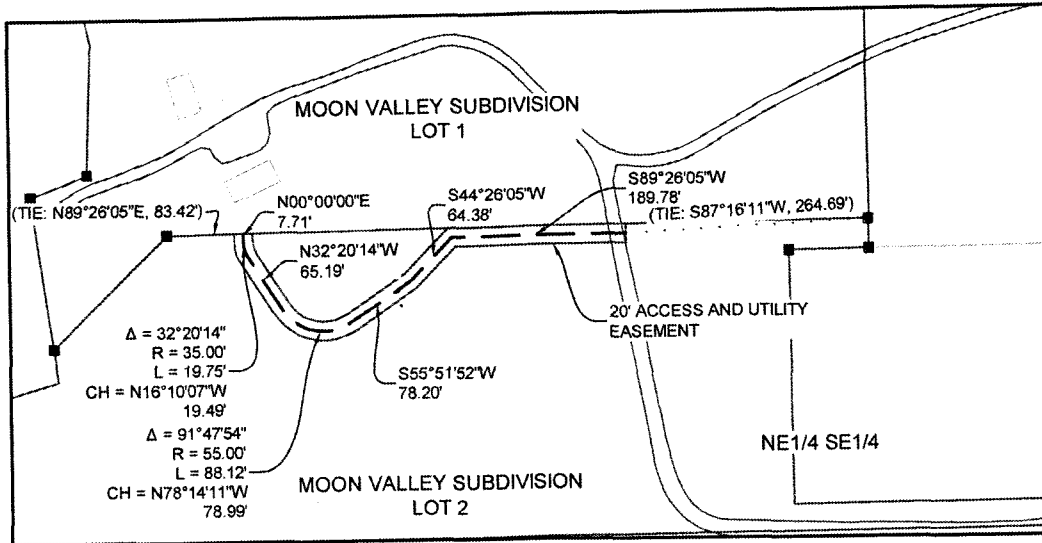 MOON VALLEY SUBDIVISION
LOT 1
S89°26'05"W
189.78'
(TIE: S87°16'11"W, 264.69')
S44°26'05"W
64.38'
N00°00'00"E
7.71'
(TIE: N89°26'05"E, 83.42')
N32°20'14"W
65.19'
20' ACCESS AND UTILITY
EASEMENT
Δ = 32°20'14"
R = 35.00'
L = 19.75'
CH = N16°10'07"W
19.49'
S55°51'52"W
78.20'
Δ = 91°47'54"
R = 55.00'
L = 88.12'
CH = N78°14'11"W
78.99'
NE1/4 SE1/4
MOON VALLEY SUBDIVISION
LOT 2